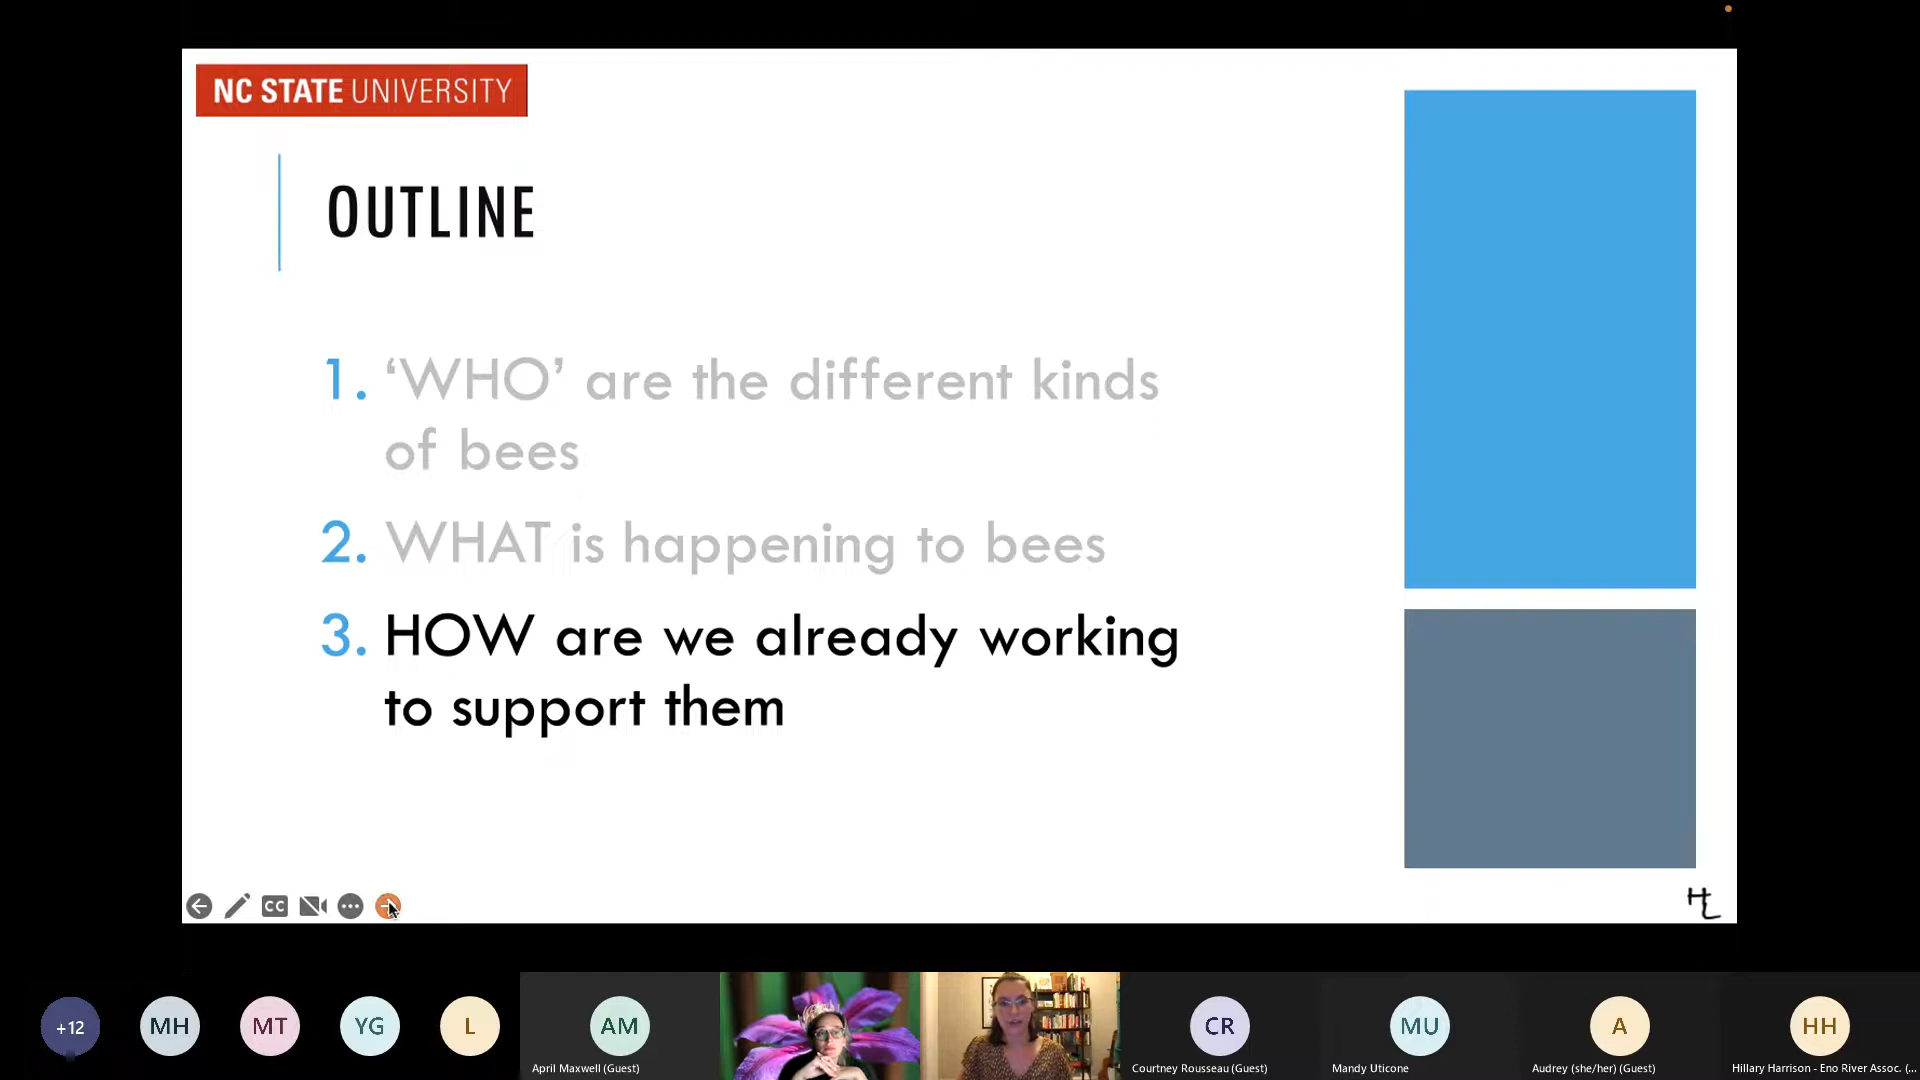 NC STATE UNIVERSITY
OUTLINE
1. ‘WHO’ are the different kinds
of bees
2. WHAT is happening to bees
3. HOW are we already working
to support them
CC
HL
+12
MH
MT
YG
L
AM
April Maxwell (Guest)
CR
Courtney Rousseau (Guest)
MU
Mandy Uticone
A
Audrey (she/her) (Guest)
HH
Hillary Harrison - Eno River Assoc. (...